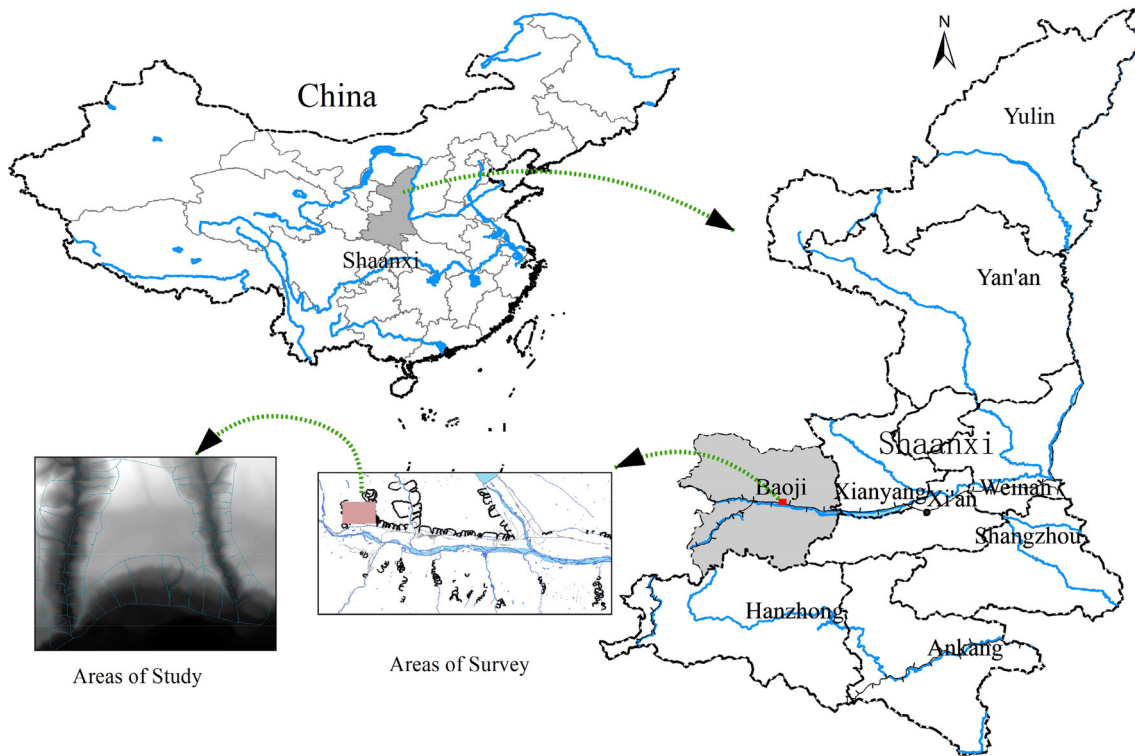 China
Shaanxi
N
Yulin
Yan'an
Shaanxi
Baoji
Xianyang
Xi'an
Weinan
Shangzhou
Hanzhong
Ankang
Areas of Study
Areas of Survey